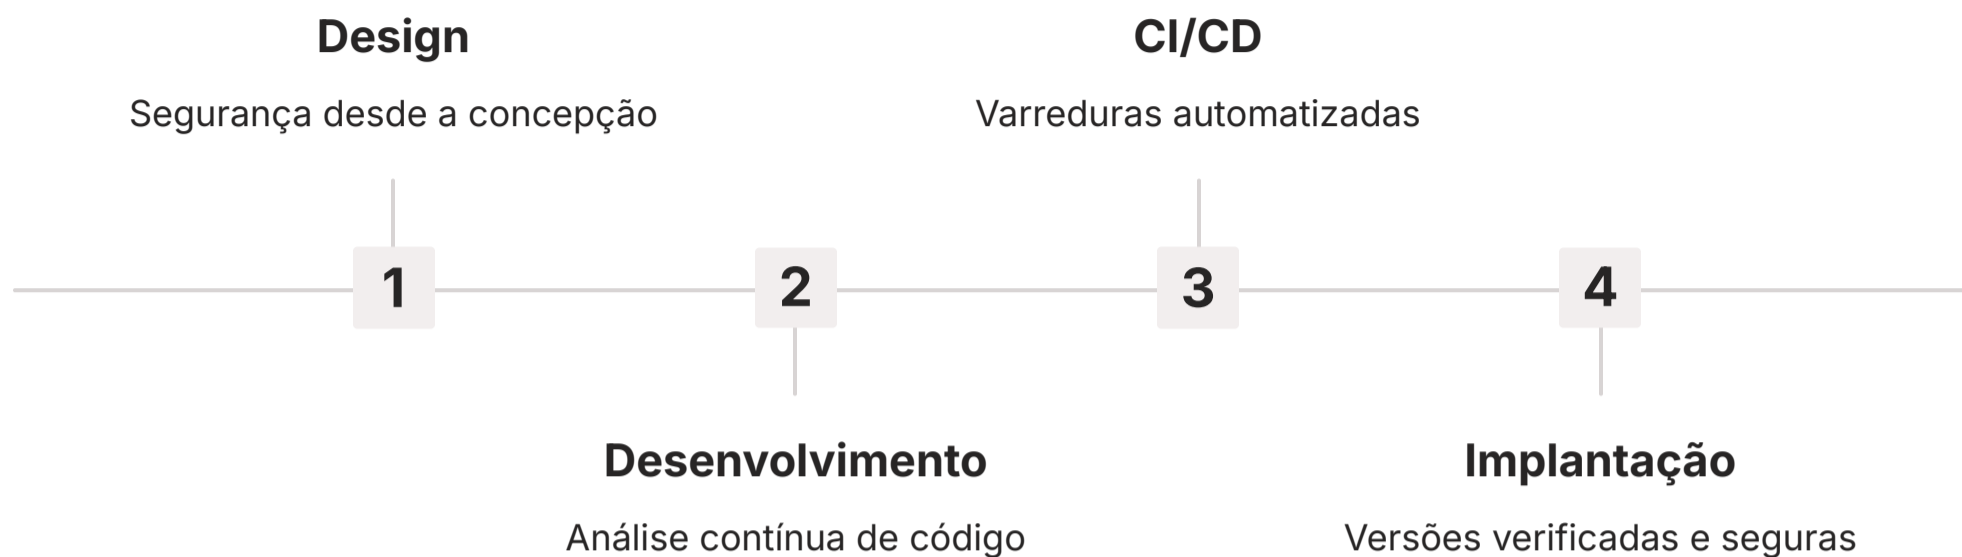 Design
Segurança desde a concepção
CI/CD
Varreduras automatizadas
1
2
3
4
Desenvolvimento
Análise contínua de código
Implantação
Versões verificadas e seguras